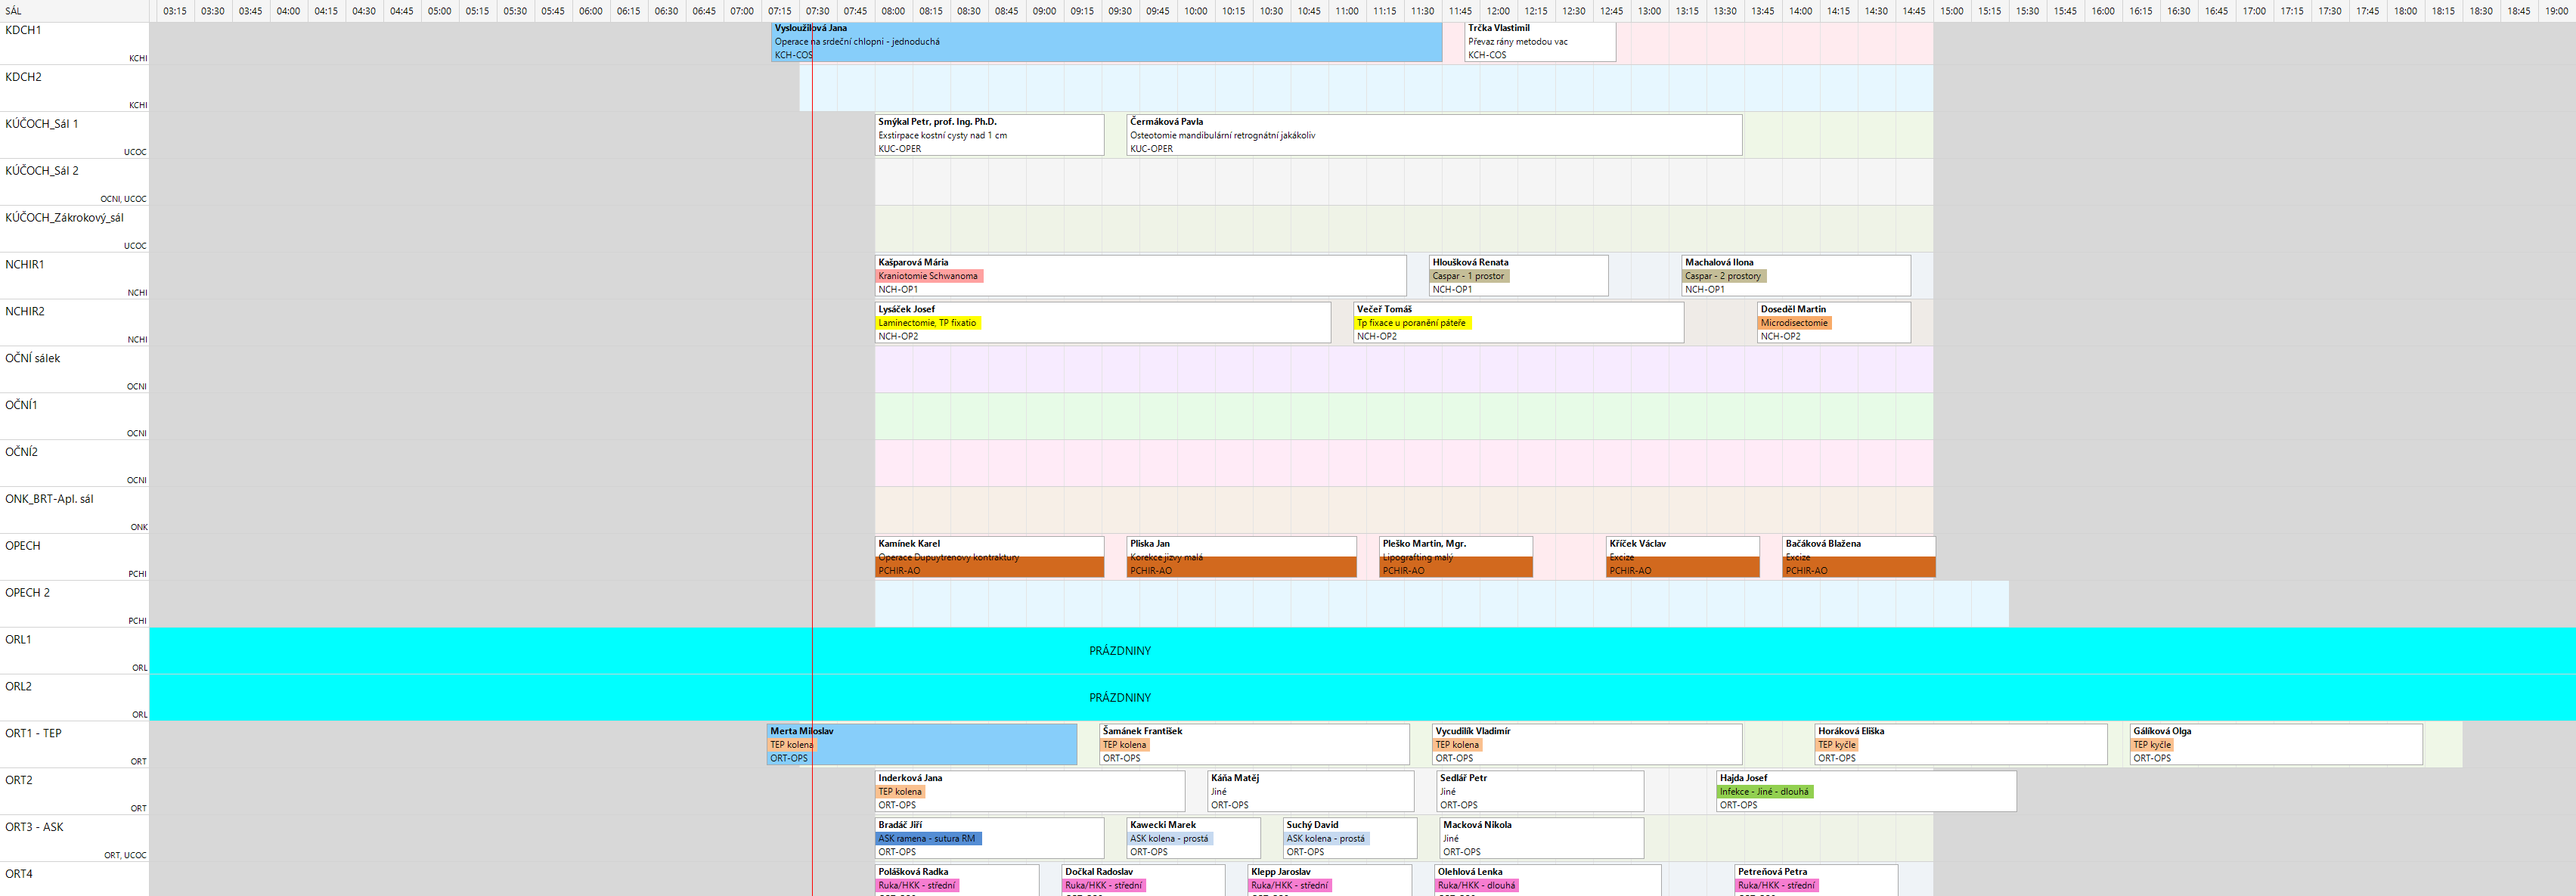 SÁL 03:15 03:30 03:45 04:00 04:15 04:30 04:45 05:00 05:15 05:30 05:45 06:00 06:15 06:30 06:45 07:00 07:15 07:30 07:45 08:00 08:15 08:30 08:45 09:00 09:15 09:30 09:45 10:00 10:15 10:30 10:45 11:00 11:15 11:30 11:45 12:00 12:15 12:30 12:45 13:00 13:15 13:30 13:45 14:00 14:15 14:30 14:45 15:00 15:15 15:30 15:45 16:00 16:15 16:30 16:45 17:00 17:15 17:30 17:45 18:00 18:15 18:30 18:45 19:00
KDCH1
KCHI
Vysloužilová Jana
Operace na srdeční chlopni - jednoduchá
KCH-COS
Trčka Vlastimil
Převaz rány metodou vac
KCH-COS
KDCH2
KCHI
KÚČOCH_Sál 1
UCOC
Smýkal Petr, prof. Ing. Ph.D.
Exstirpace kostní cysty nad 1 cm
KUC-OPER
Čermáková Pavla
Osteotomie mandibulární retrognátní jakákoliv
KUC-OPER
KÚČOCH_Sál 2
OCNI, UCOC
KÚČOCH_Zákrokový_sál
UCOC
NCHIR1
NCHI
Kašparová Mária
Kraniotomie Schwanoma
NCH-OP1
Hloušková Renata
Caspar - 1 prostor
NCH-OP1
Machalová Ilona
Caspar - 2 prostory
NCH-OP1
NCHIR2
NCHI
Lysáček Josef
Laminectomie, TP fixatio
NCH-OP2
Večeř Tomáš
Tp fixace u poranění páteře
NCH-OP2
Doseděl Martin
Microdisectomie
NCH-OP2
OČNÍ sálek
OCNI
OČNÍ1
OCNI
OČNÍ2
OCNI
ONK_BRT-Apl. sál
ONK
OPECH
PCHI
Kamínek Karel
Operace Dupuytrenovy kontraktury
PCHIR-AO
Pliska Jan
Korekce jizvy malá
PCHIR-AO
Pleško Martin, Mgr.
Lipografting malý
PCHIR-AO
Kříček Václav
Excize
PCHIR-AO
Bačáková Blažena
Excize
PCHIR-AO
OPECH 2
PCHI
ORL1
ORL
PRÁZDNINY
ORL2
ORL
PRÁZDNINY
ORT1 - TEP
ORT
Merta Miloslav
TEP kolena
ORT-OPS
Šamánek František
TEP kolena
ORT-OPS
Vycudilík Vladimír
TEP kolena
ORT-OPS
Horáková Eliška
TEP kyčle
ORT-OPS
Gálíková Olga
TEP kyčle
ORT-OPS
ORT2
ORT
Inderková Jana
TEP kolena
ORT-OPS
Káňa Matěj
Jiné
ORT-OPS
Sedlář Petr
Jiné
ORT-OPS
Hajda Josef
Infekce - Jiné - dlouhá
ORT-OPS
ORT3 - ASK
ORT, UCOC
Bradáč Jiří
ASK ramena - sutura RM
ORT-OPS
Kawecki Marek
ASK kolena - prostá
ORT-OPS
Suchý David
ASK kolena - prostá
ORT-OPS
Macková Nikola
Jiné
ORT-OPS
ORT4
Polášková Radka
Ruka/HKK - střední
Dočkal Radoslav
Ruka/HKK - střední
Klepp Jaroslav
Ruka/HKK - střední
Olehlová Lenka
Ruka/HKK - dlouhá
Petreňová Petra
Ruka/HKK - střední